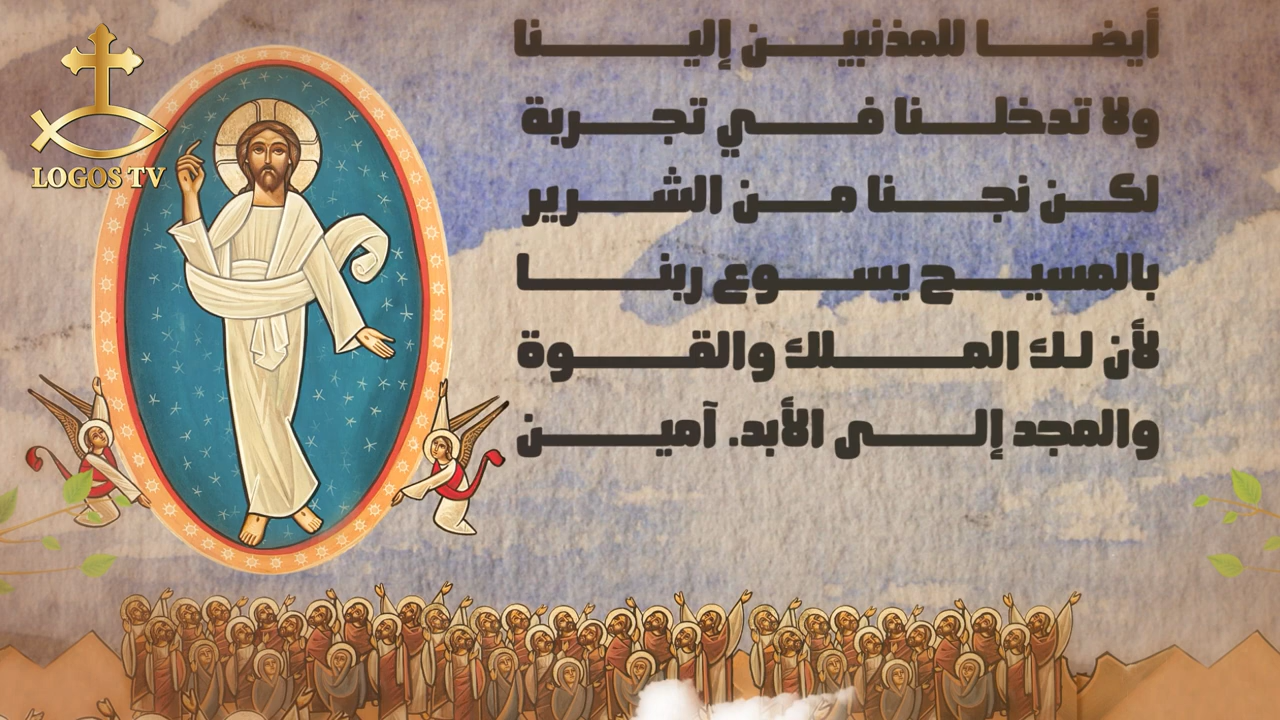 LOGOS TV
أيضا للمذنبين إلينا
ولا تدخلنا في تجربة
لكن نجنا من الشرير
بالمسيح يسوع ربنا
لأن لك الملك والقوة
والمجد إلى الأبد. آمين